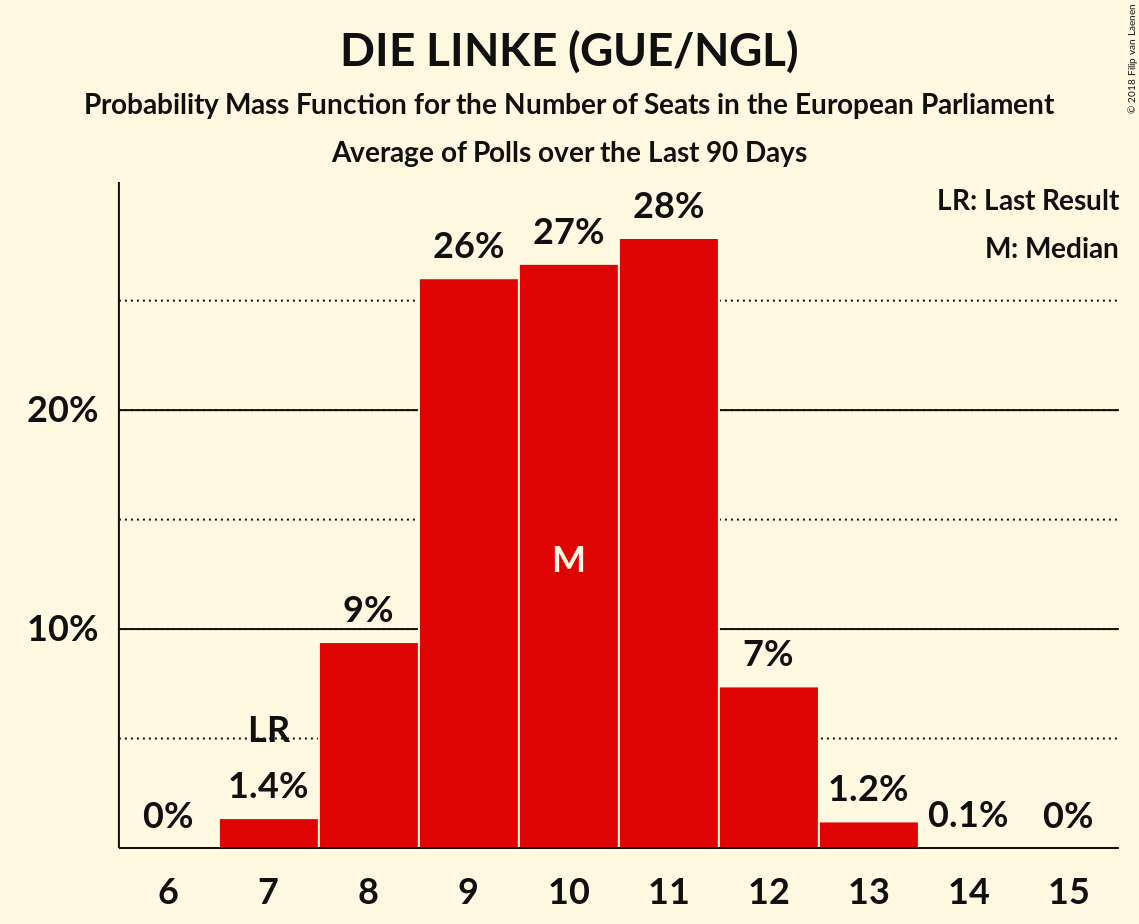 DIE LINKE (GUE/NGL)
Probability Mass Function for the Number of Seats in the European Parliament
Average of Polls over the Last 90 Days
© 2018 Filip van Laenen
LR: Last Result
M: Median
28%
27%
26%
20%
M
9%
10%
7%
LR
1.4%
1.2%
0%
0.1%
0%
6 7 8 9 10 11 12 13 14 15